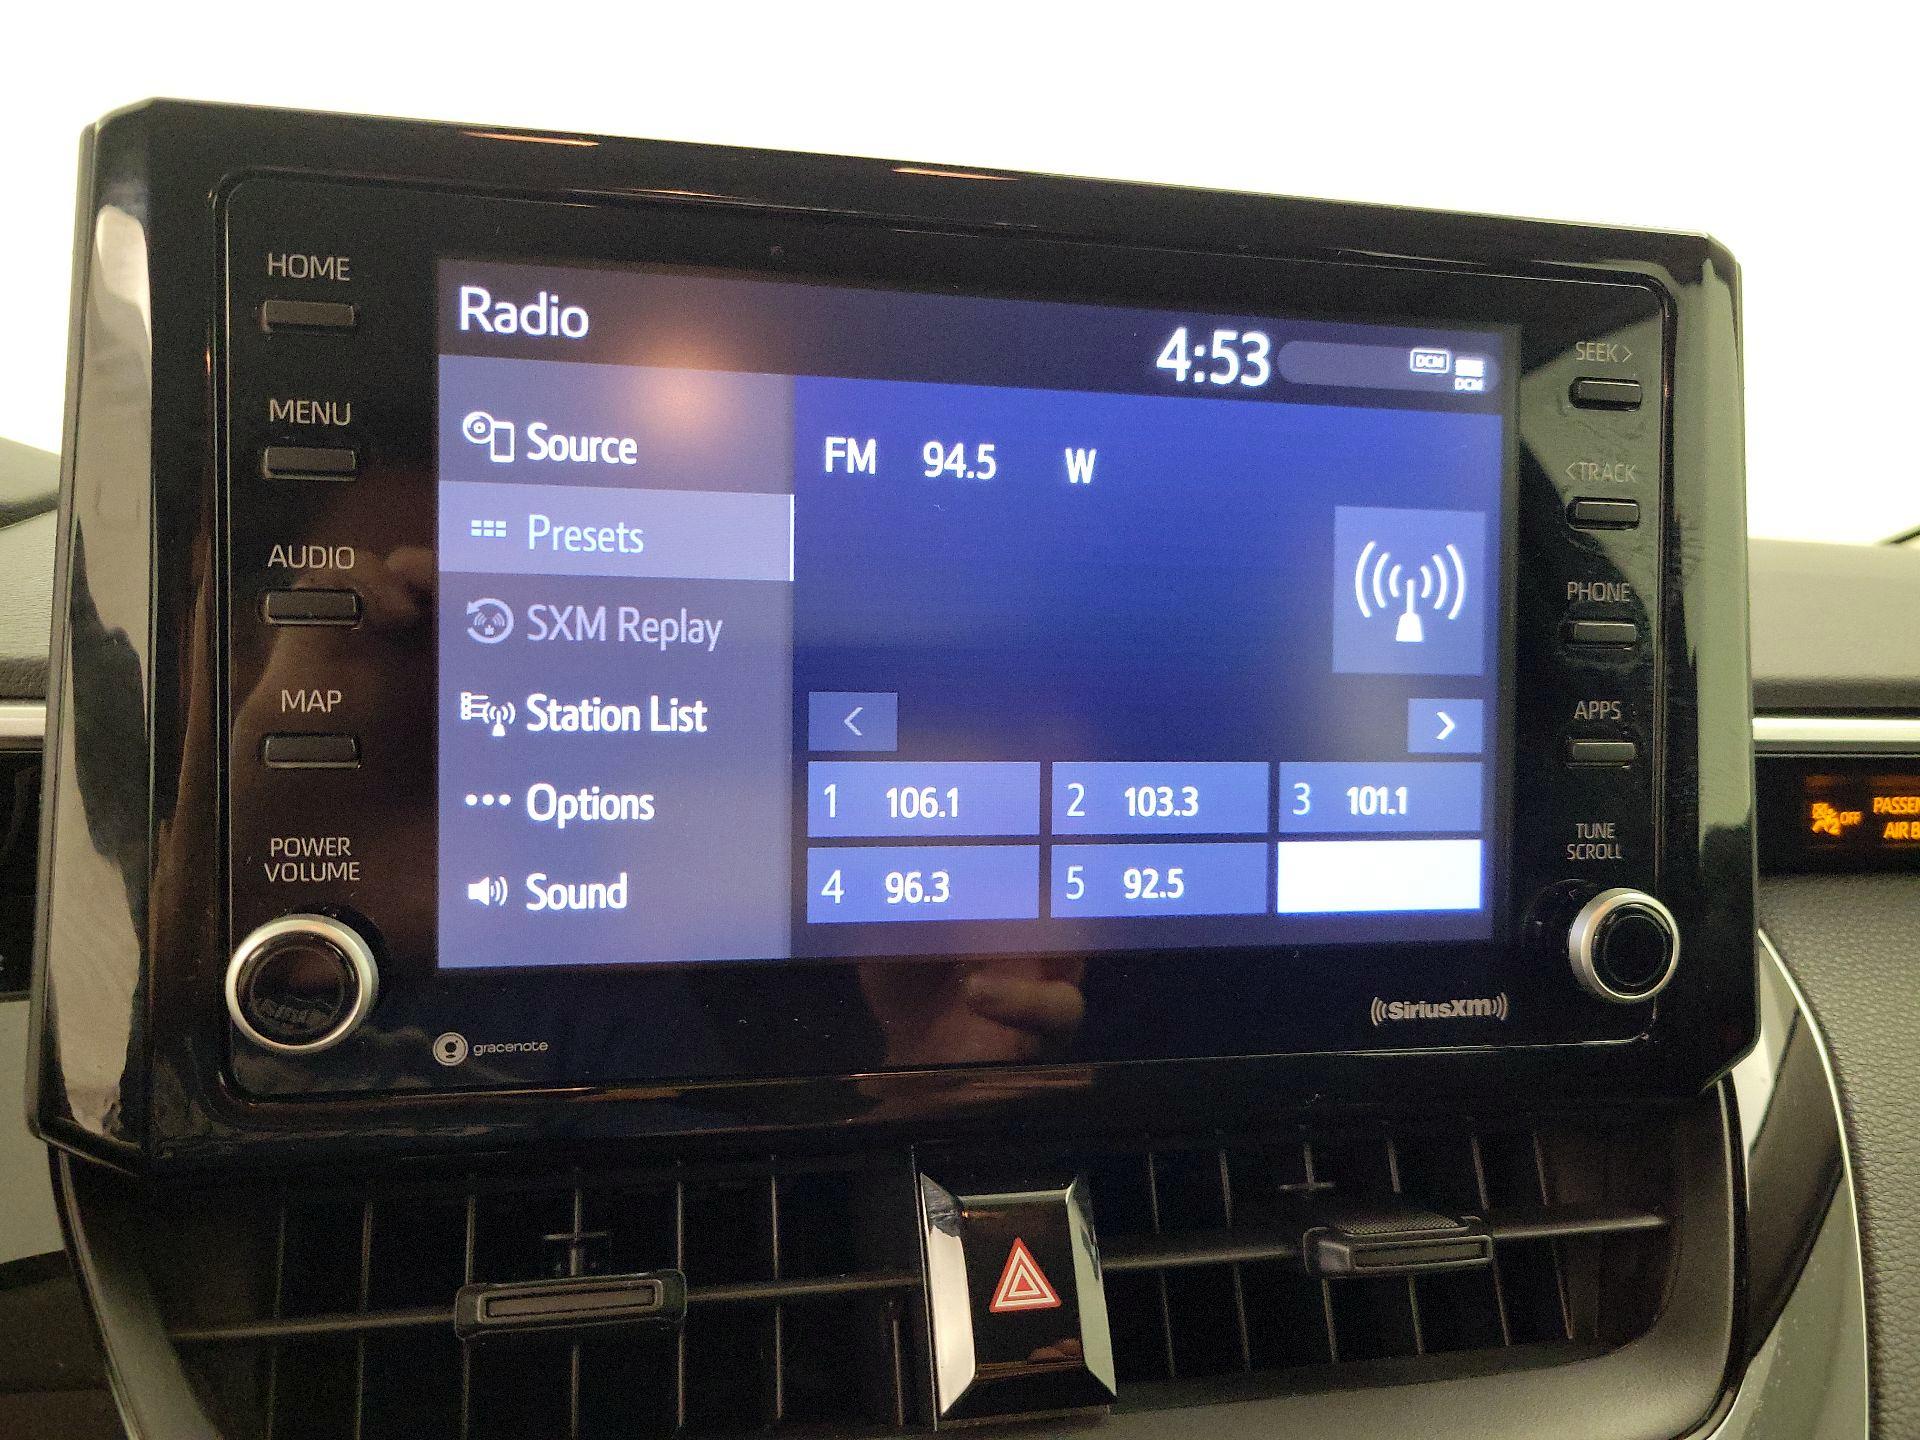 HOME
MENU
AUDIO
MAP
POWER
VOLUME
Radio
4:53
DCM
DCM
Source
Presets
SXM Replay
Station List
Options
Sound
FM 94.5 W
<
>
1 106.1
2 103.3
3 101.1
4 96.3
5 92.5
SEEK >
< TRACK
PHONE
APPS
TUNE
SCROLL
gracenote
((SiriusXM))
OFF